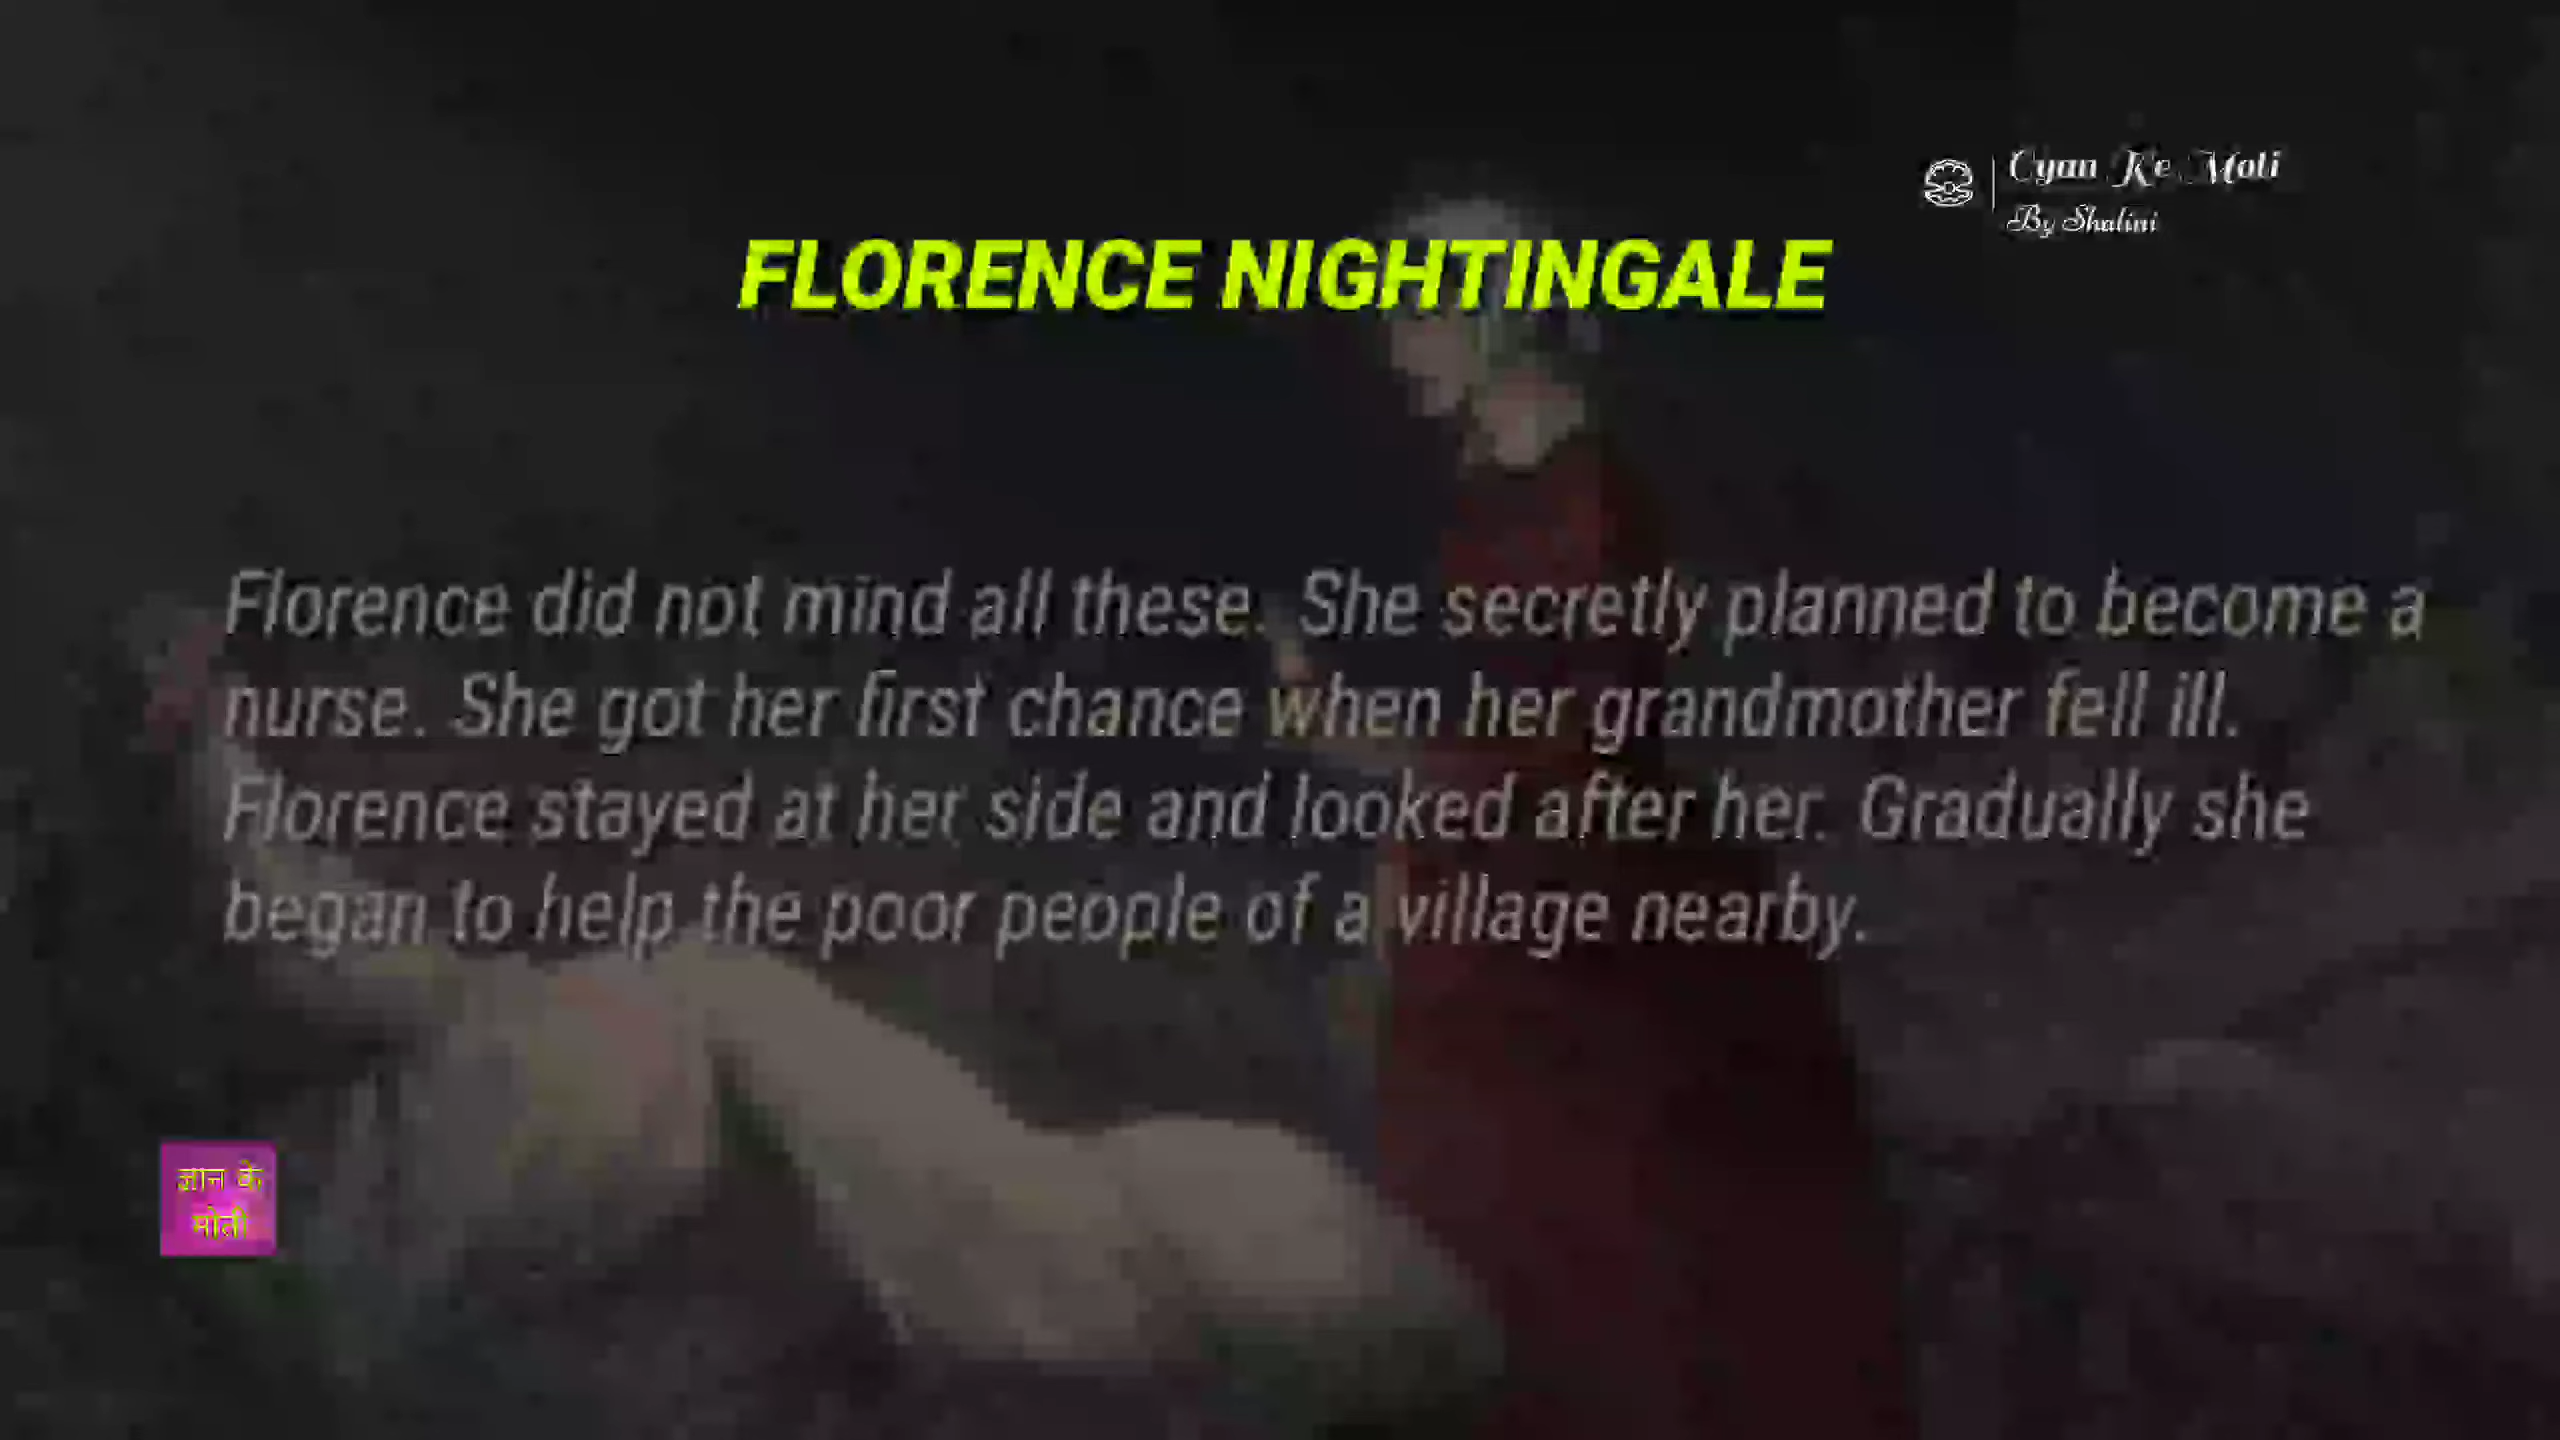 Gyan Ke Moti
By Shalini
FLORENCE NIGHTINGALE
Florence did not mind all these. She secretly planned to become a
nurse. She got her first chance when her grandmother fell ill.
Florence stayed at her side and looked after her. Gradually she
began to help the poor people of a village nearby.
ज्ञान के
मोती